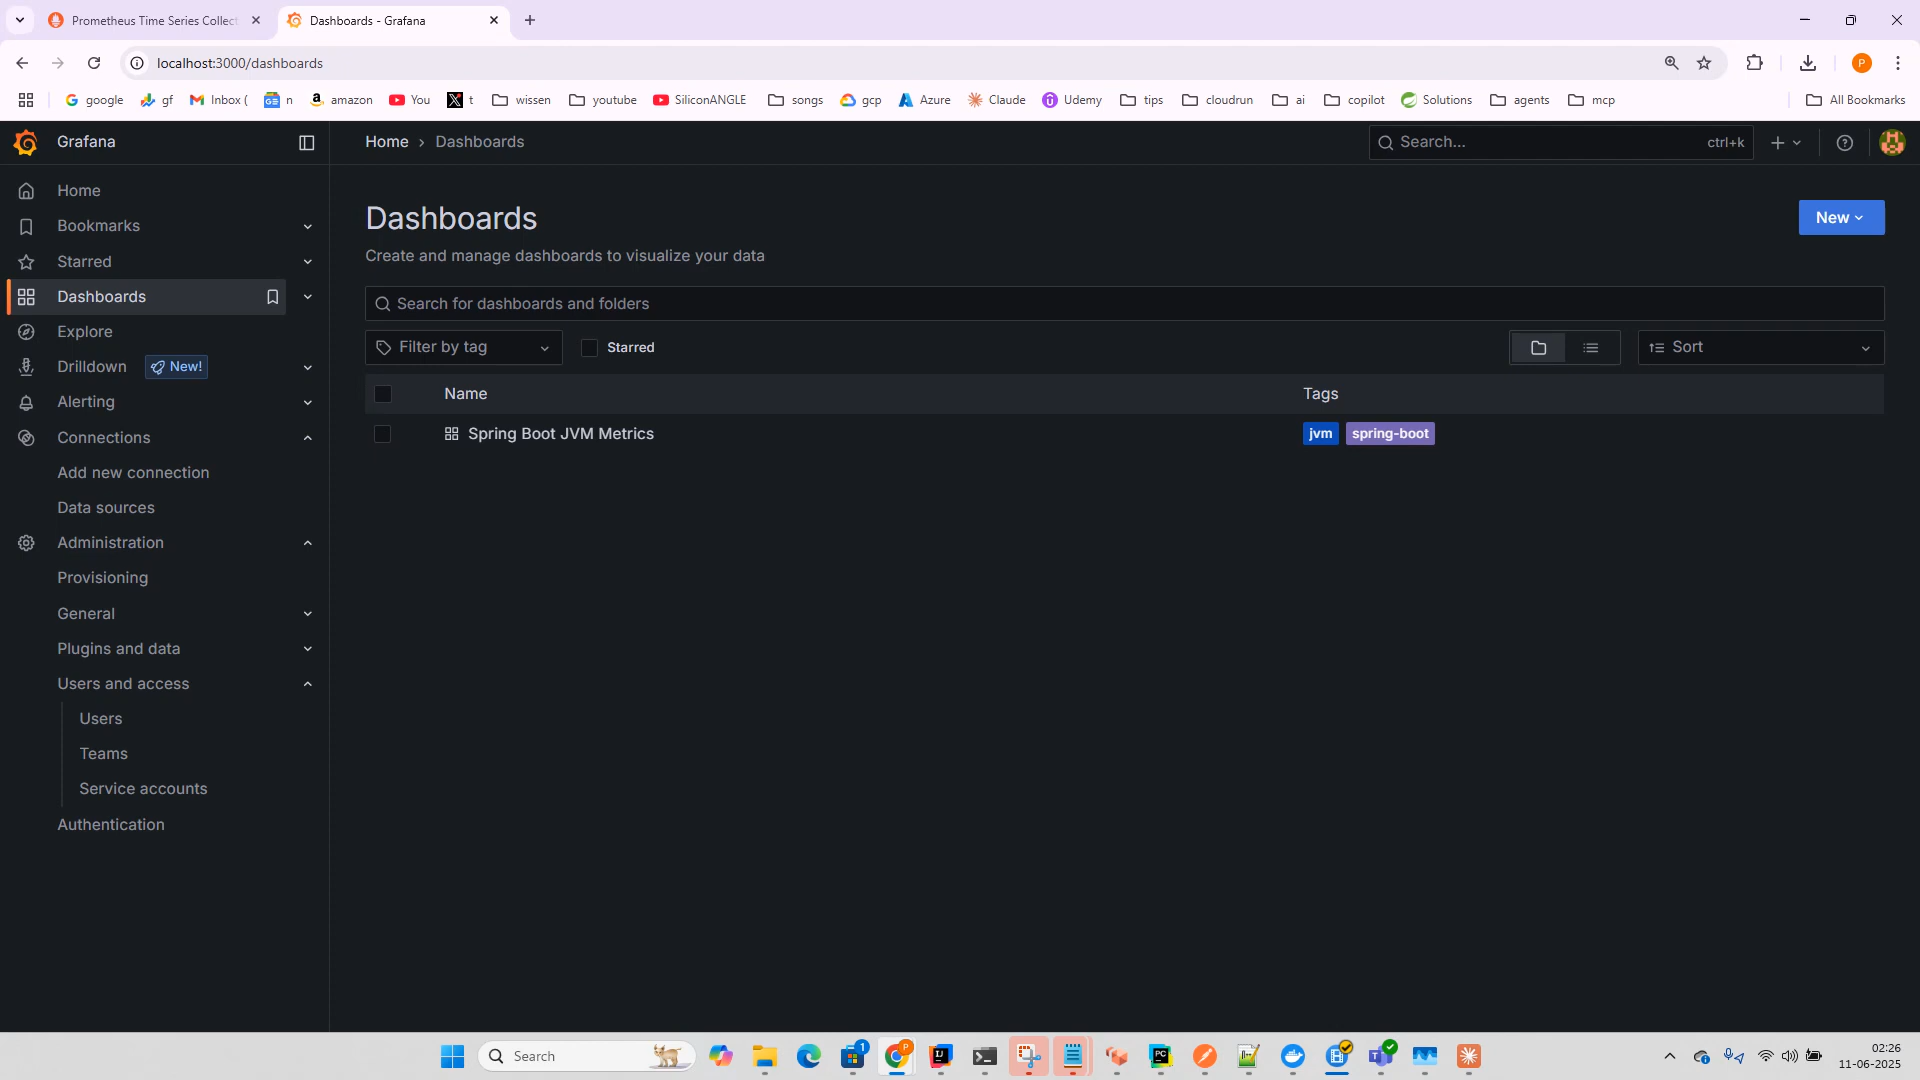 Prometheus Time Series Collect
Dashboards - Grafana
localhost:3000/dashboards
P
google
gf
Inbox (
n
amazon
You
t
wissen
youtube
SiliconANGLE
songs
gcp
Azure
Claude
Udemy
tips
cloudrun
ai
copilot
Solutions
agents
mcp
All Bookmarks
Grafana
Home › Dashboards
Search...
ctrl+k
Home
Bookmarks
Starred
Dashboards
Explore
Drilldown New!
Alerting
Connections
Add new connection
Data sources
Administration
Provisioning
General
Plugins and data
Users and access
Users
Teams
Service accounts
Authentication
Dashboards
New
Create and manage dashboards to visualize your data
Search for dashboards and folders
Filter by tag
Starred
Sort
Name Tags
Spring Boot JVM Metrics jvm spring-boot
Search
1
P
PC
02:26
11-06-2025